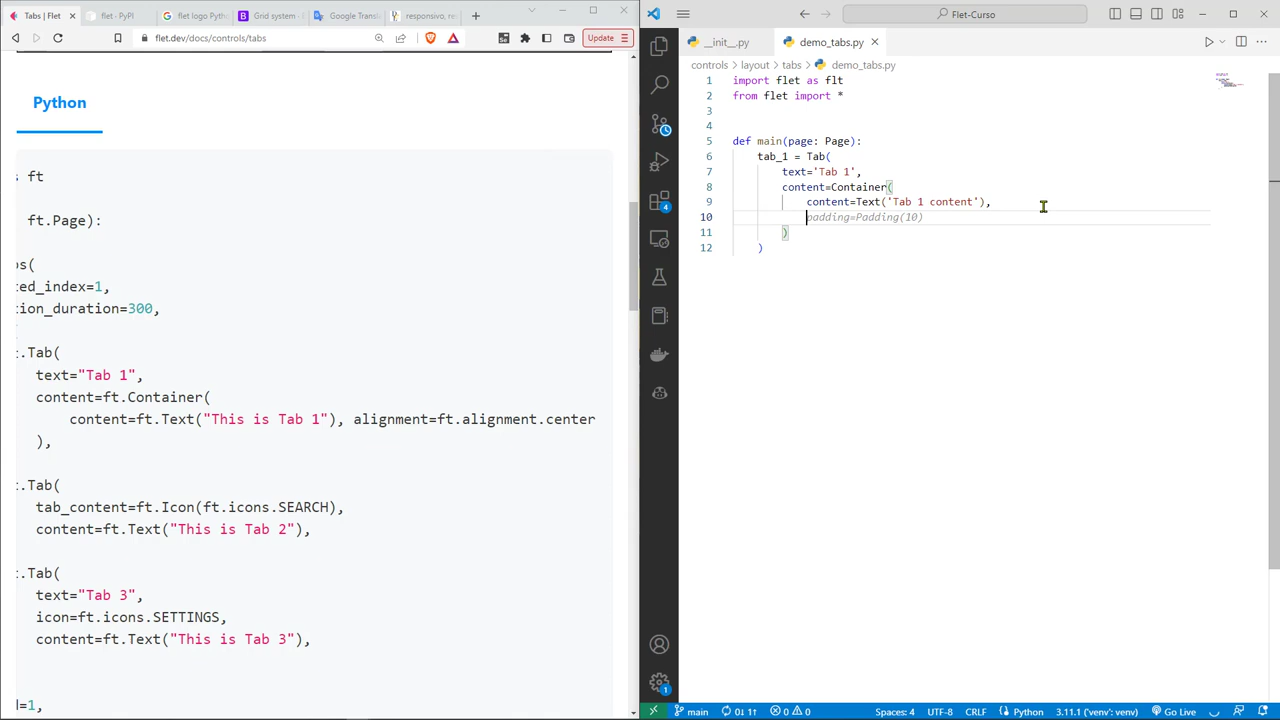 Tabs | Flet
flet - PyPI
flet logo Pytho
Grid system -
Google Transl
responsivo, re
flet.dev/docs/controls/tabs
Update
Python
s ft
ft.Page):
os(
ted_index=1,
tion_duration=300,
t.Tab(
text="Tab 1",
content=ft.Container(
content=ft.Text("This is Tab 1"), alignment=ft.alignment.center
),
t.Tab(
tab_content=ft.Icon(ft.icons.SEARCH),
content=ft.Text("This is Tab 2"),
t.Tab(
text="Tab 3",
icon=ft.icons.SETTINGS,
content=ft.Text("This is Tab 3"),
d=1,
Flet-Curso
__init__.py
demo_tabs.py
controls > layout > tabs > demo_tabs.py
1 import flet as flt
2 from flet import *
3
4
5 def main(page: Page):
6 tab_1 = Tab(
7 text='Tab 1',
8 content=Container(
9 content=Text('Tab 1 content'),
10 padding=Padding(10)
11 )
12 )
4
1
main 0↓ 1↑ 0 0 Spaces: 4 UTF-8 CRLF Python 3.11.1 ('venv': venv) Go Live